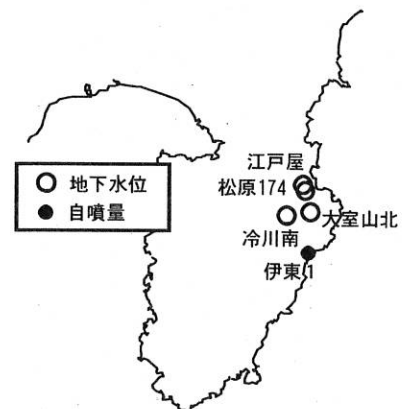 江戸屋
松原174
地下水位
自噴量
大室山北
冷川南
伊東1